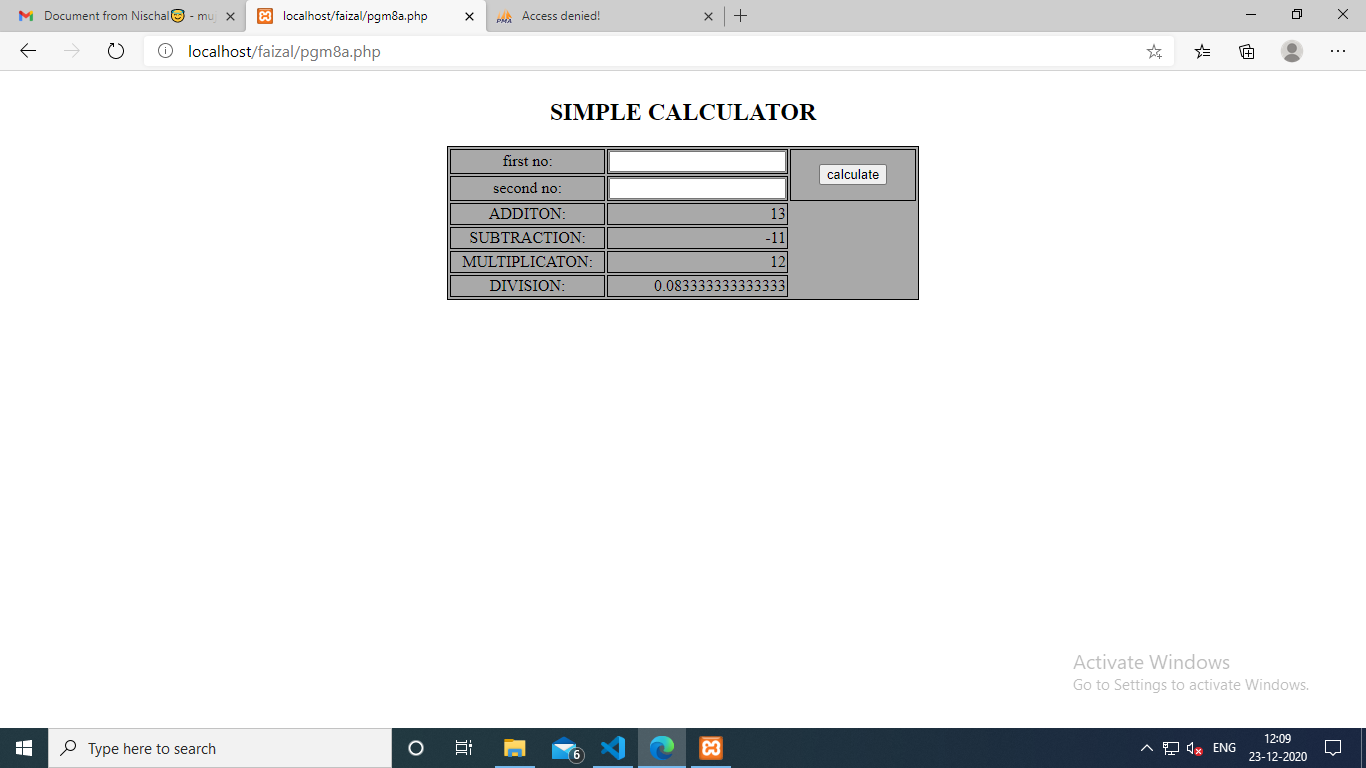 Document from Nischal😇 - mu
localhost/faizal/pgm8a.php
Access denied!
localhost/faizal/pgm8a.php
SIMPLE CALCULATOR
first no:
calculate
second no:
ADDITON: 13
SUBTRACTION: -11
MULTIPLICATON: 12
DIVISION: 0.083333333333333
Activate Windows
Go to Settings to activate Windows.
Type here to search
6
ENG
12:09
23-12-2020